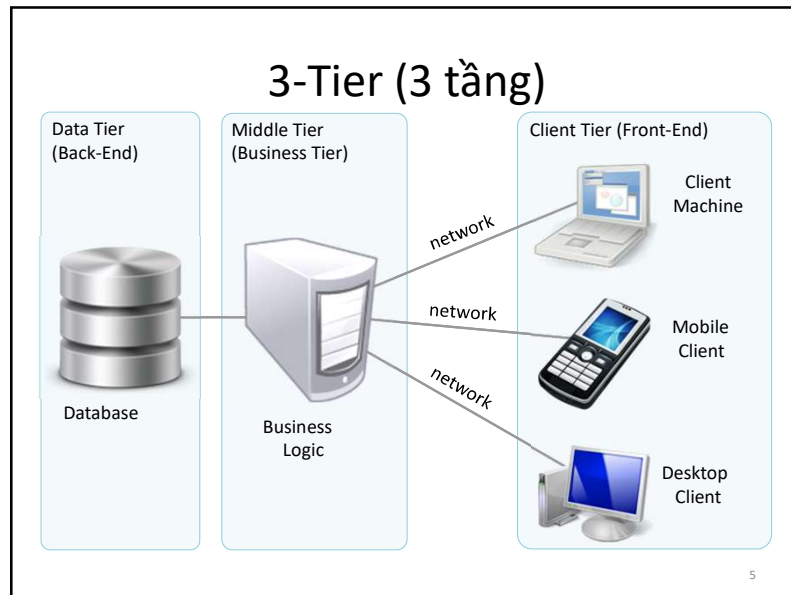 3-Tier (3 tầng)
Data Tier
(Back-End)
Database
Middle Tier
(Business Tier)
Business
Logic
network
network
network
Client Tier (Front-End)
Client
Machine
Mobile
Client
Desktop
Client
5